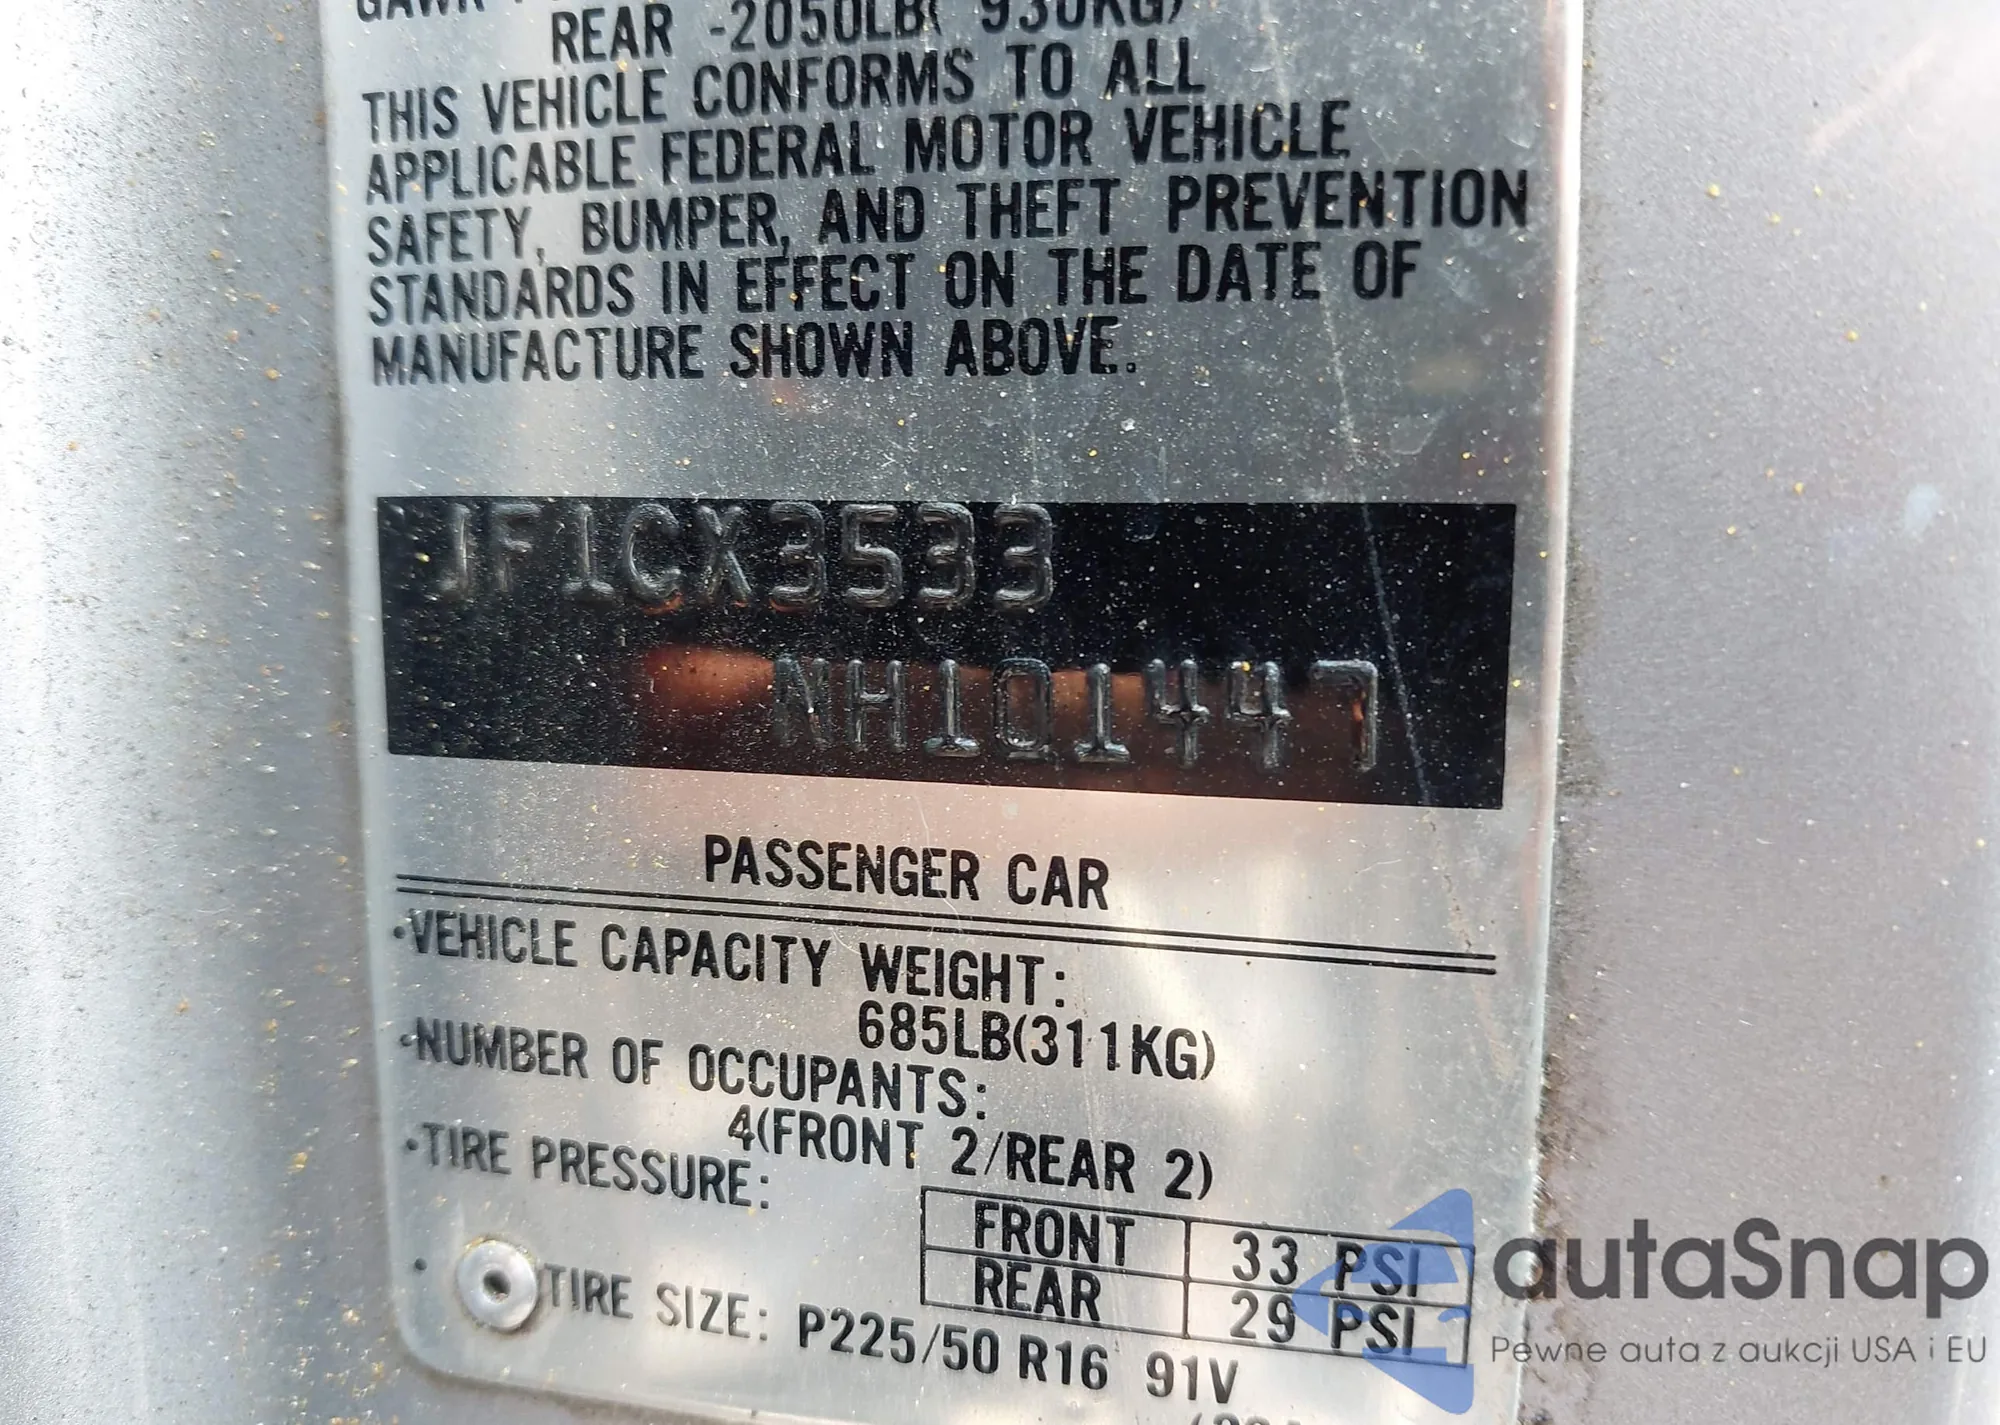 REAR -2050LB( 930KG)
THIS VEHICLE CONFORMS TO ALL
APPLICABLE FEDERAL MOTOR VEHICLE
SAFETY, BUMPER, AND THEFT PREVENTION
STANDARDS IN EFFECT ON THE DATE OF
MANUFACTURE SHOWN ABOVE.
JF1CX3533
NH101447
PASSENGER CAR
·VEHICLE CAPACITY WEIGHT:
685LB(311KG)
·NUMBER OF OCCUPANTS:
4(FRONT 2/REAR 2)
·TIRE PRESSURE:
FRONT 33 PSI
REAR 29 PSI
· TIRE SIZE: P225/50 R16 91V
autaSnap
Pewne auta z aukcji USA i EU